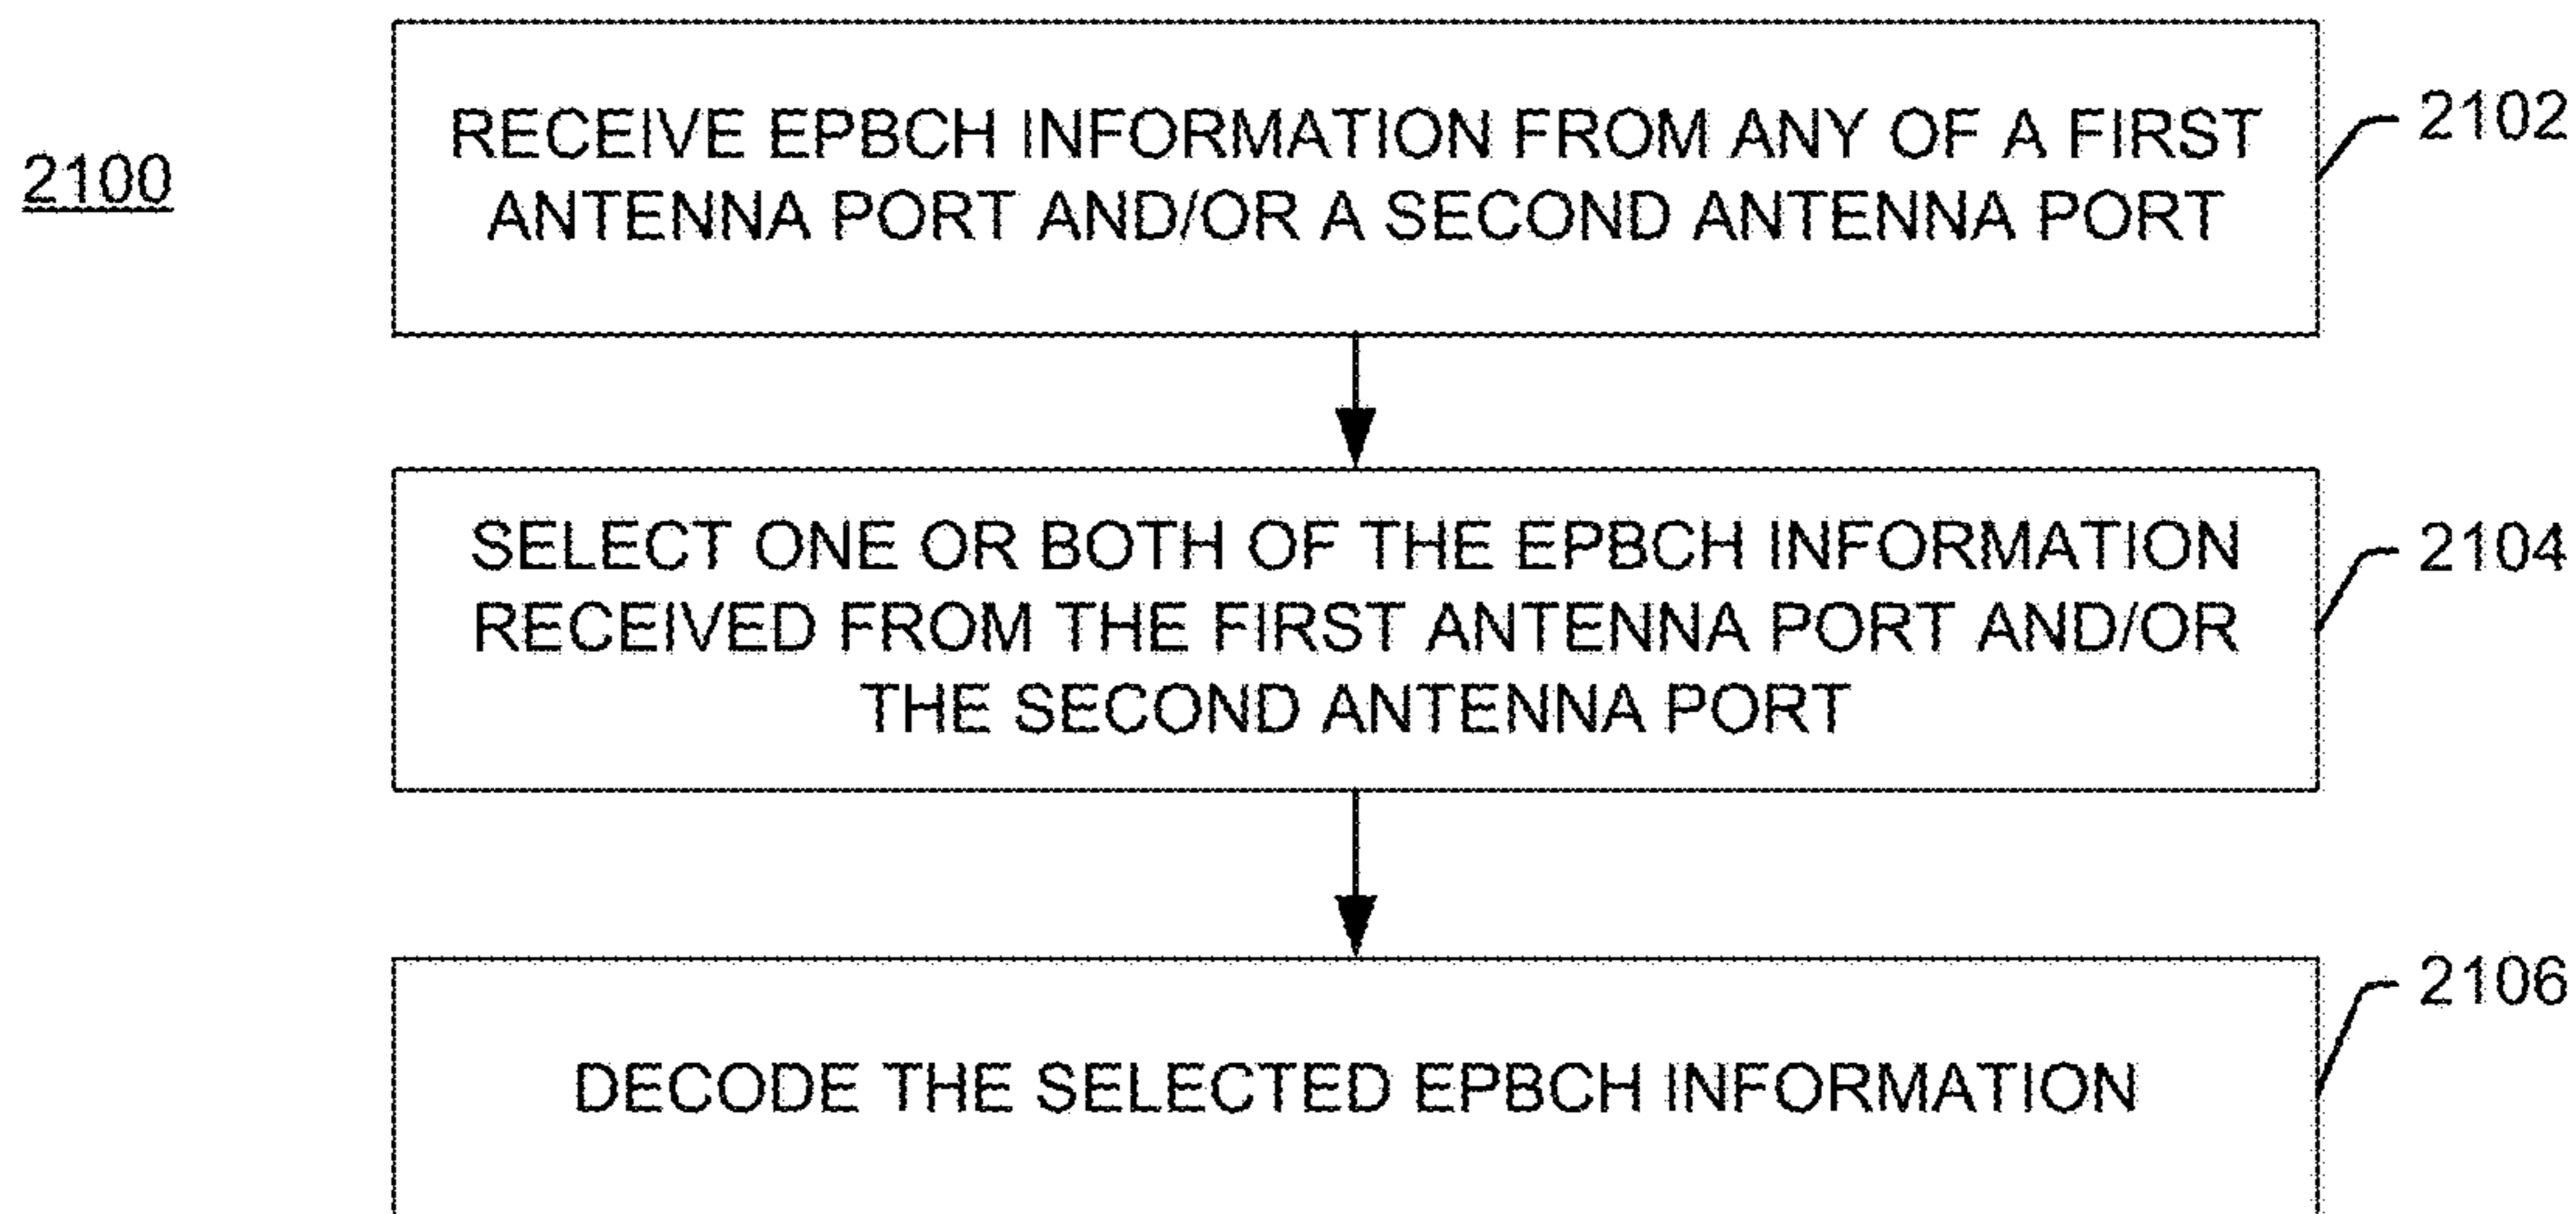 2100
RECEIVE EPBCH INFORMATION FROM ANY OF A FIRST
ANTENNA PORT AND/OR A SECOND ANTENNA PORT
2102
SELECT ONE OR BOTH OF THE EPBCH INFORMATION
RECEIVED FROM THE FIRST ANTENNA PORT AND/OR
THE SECOND ANTENNA PORT
2104
DECODE THE SELECTED EPBCH INFORMATION
2106